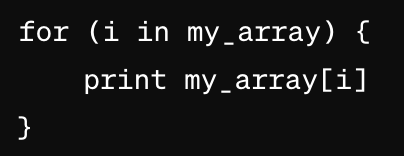 for (i in my_array) {
    print my_array[i]
}